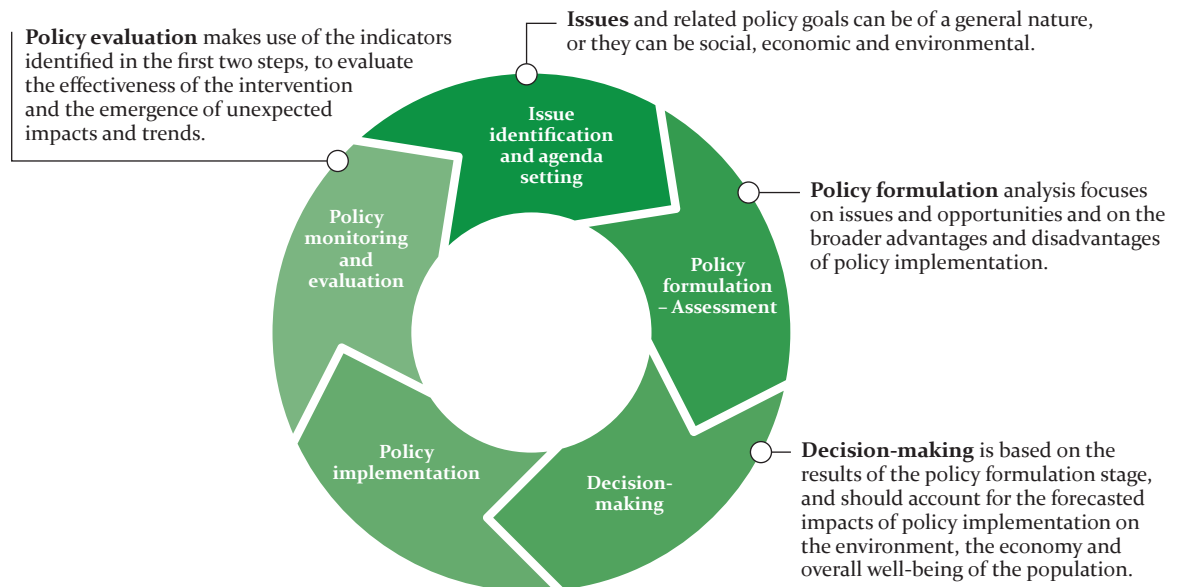 Policy evaluation makes use of the indicators
identified in the first two steps, to evaluate
the effectiveness of the intervention
and the emergence of unexpected
impacts and trends.
Issues and related policy goals can be of a general nature,
or they can be social, economic and environmental.
Issue
identification
and agenda
setting
Policy formulation analysis focuses
on issues and opportunities and on the
broader advantages and disadvantages
of policy implementation.
Policy
formulation
– Assessment
Decision-making is based on the
results of the policy formulation stage,
and should account for the forecasted
impacts of policy implementation on
the environment, the economy and
overall well-being of the population.
Decision-
making
Policy
implementation
Policy
monitoring
and
evaluation